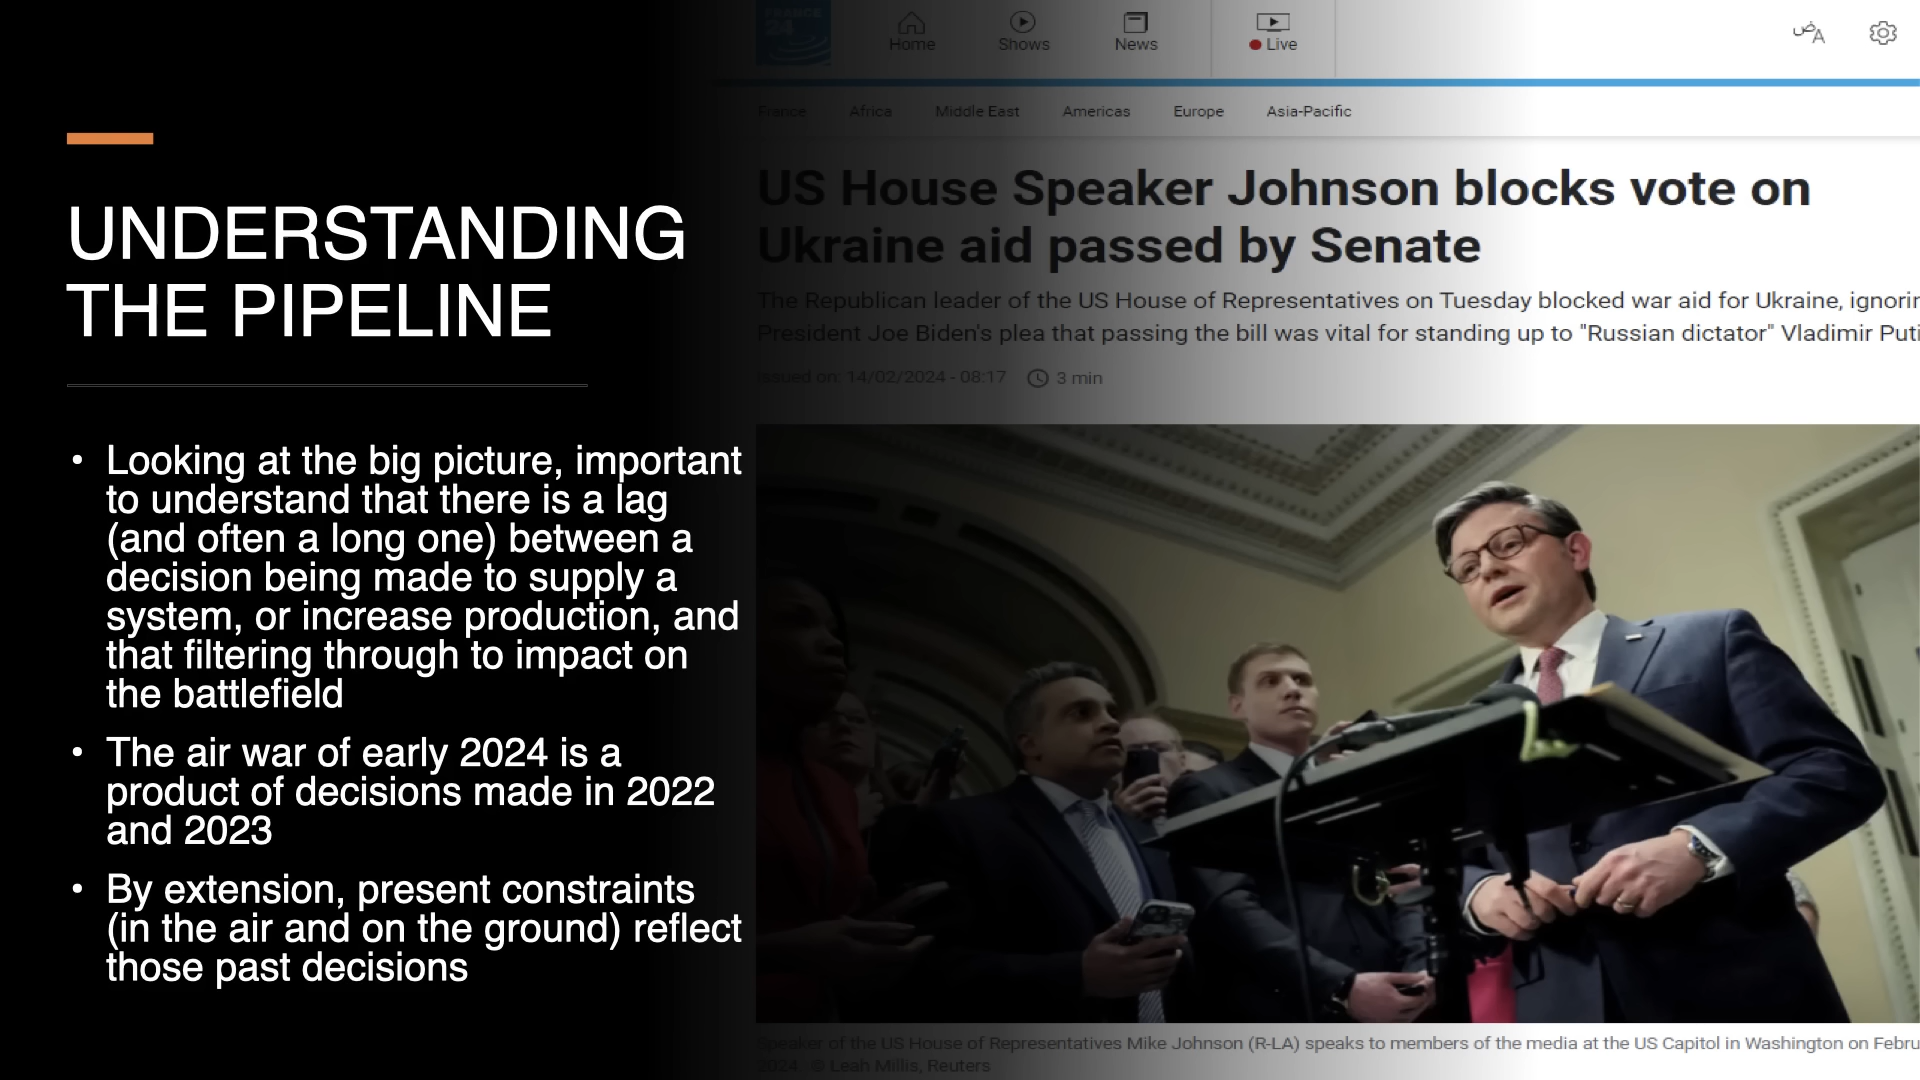 UNDERSTANDING
THE PIPELINE
• Looking at the big picture, important
to understand that there is a lag
(and often a long one) between a
decision being made to supply a
system, or increase production, and
that filtering through to impact on
the battlefield
• The air war of early 2024 is a
product of decisions made in 2022
and 2023
• By extension, present constraints
(in the air and on the ground) reflect
those past decisions
FRANCE
24
Home
Shows
News
Live
ضA
France
Africa
Middle East
Americas
Europe
Asia-Pacific
US House Speaker Johnson blocks vote on
Ukraine aid passed by Senate
The Republican leader of the US House of Representatives on Tuesday blocked war aid for Ukraine, ignorin
President Joe Biden's plea that passing the bill was vital for standing up to "Russian dictator" Vladimir Puti
Issued on: 14/02/2024 - 08:17
3 min
Speaker of the US House of Representatives Mike Johnson (R-LA) speaks to members of the media at the US Capitol in Washington on Febru
2024. © Leah Millis, Reuters